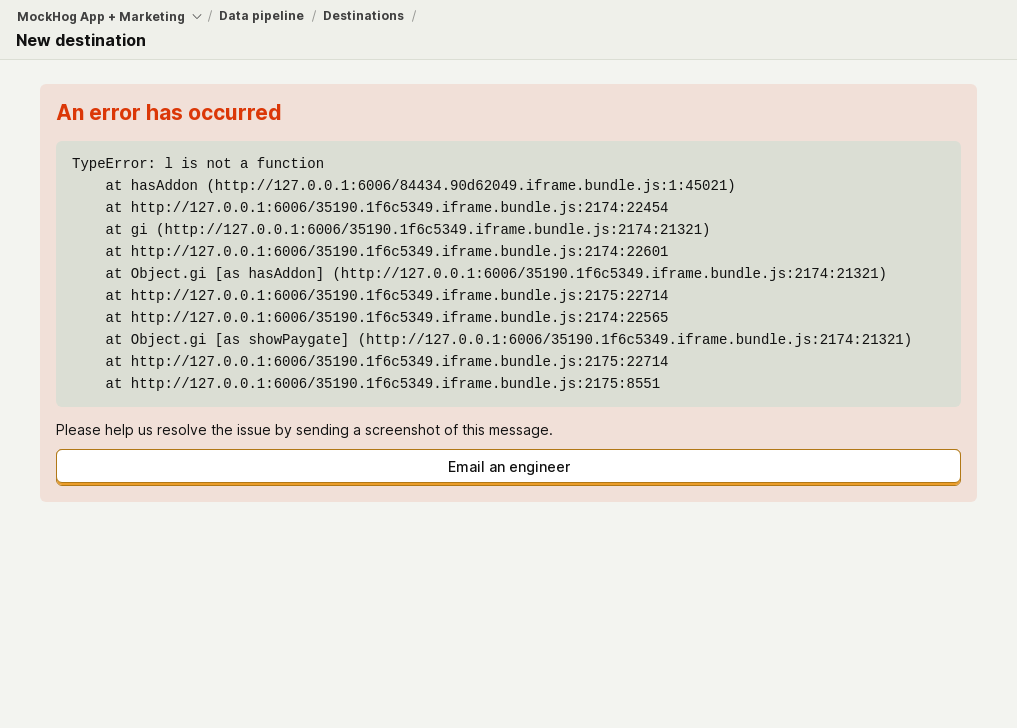 MockHog App + Marketing / Data pipeline / Destinations /
New destination
An error has occurred
TypeError: l is not a function
    at hasAddon (http://127.0.0.1:6006/84434.90d62049.iframe.bundle.js:1:45021)
    at http://127.0.0.1:6006/35190.1f6c5349.iframe.bundle.js:2174:22454
    at gi (http://127.0.0.1:6006/35190.1f6c5349.iframe.bundle.js:2174:21321)
    at http://127.0.0.1:6006/35190.1f6c5349.iframe.bundle.js:2174:22601
    at Object.gi [as hasAddon] (http://127.0.0.1:6006/35190.1f6c5349.iframe.bundle.js:2174:21321)
    at http://127.0.0.1:6006/35190.1f6c5349.iframe.bundle.js:2175:22714
    at http://127.0.0.1:6006/35190.1f6c5349.iframe.bundle.js:2174:22565
    at Object.gi [as showPaygate] (http://127.0.0.1:6006/35190.1f6c5349.iframe.bundle.js:2174:21321)
    at http://127.0.0.1:6006/35190.1f6c5349.iframe.bundle.js:2175:22714
    at http://127.0.0.1:6006/35190.1f6c5349.iframe.bundle.js:2175:8551
Please help us resolve the issue by sending a screenshot of this message.
Email an engineer